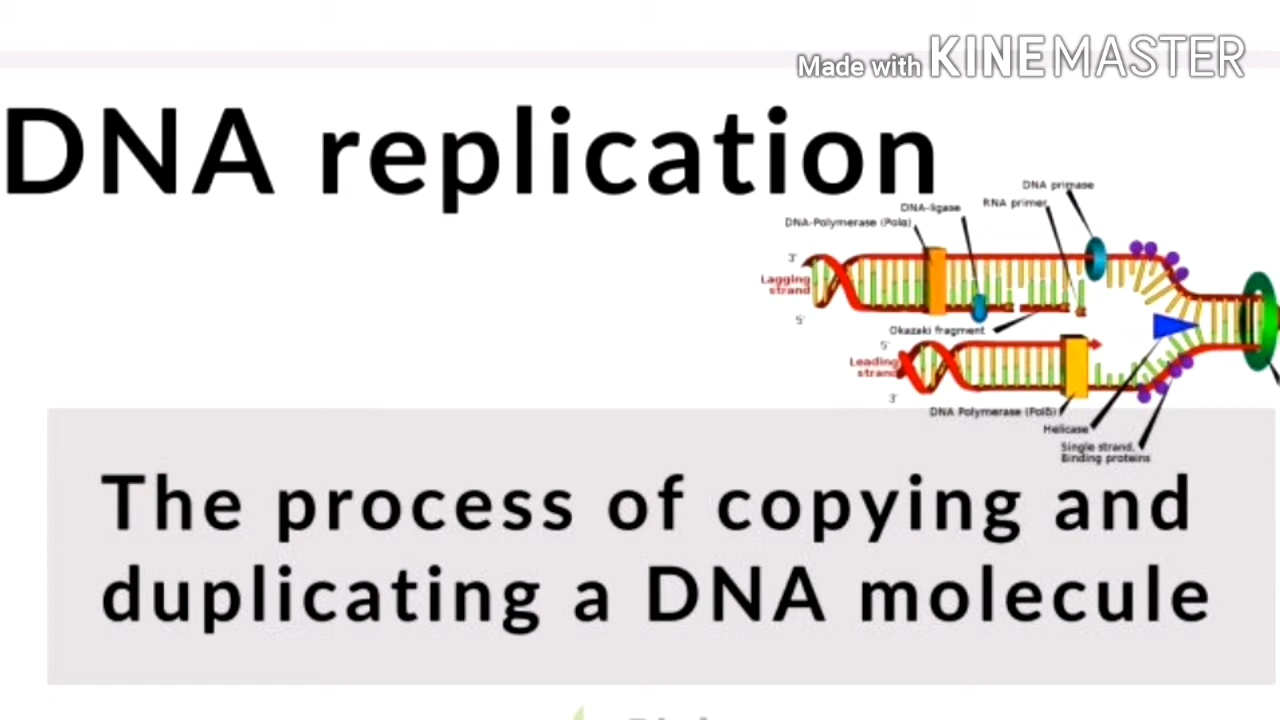 Made with KINEMASTER
DNA replication
DNA primase
RNA primer
DNA-ligase
DNA-Polymerase (Polα)
3'
Lagging
strand
5'
Okazaki fragment
5'
Leading
strand
3'
DNA Polymerase (Polδ)
Helicase
Single strand,
Binding proteins
The process of copying and
duplicating a DNA molecule